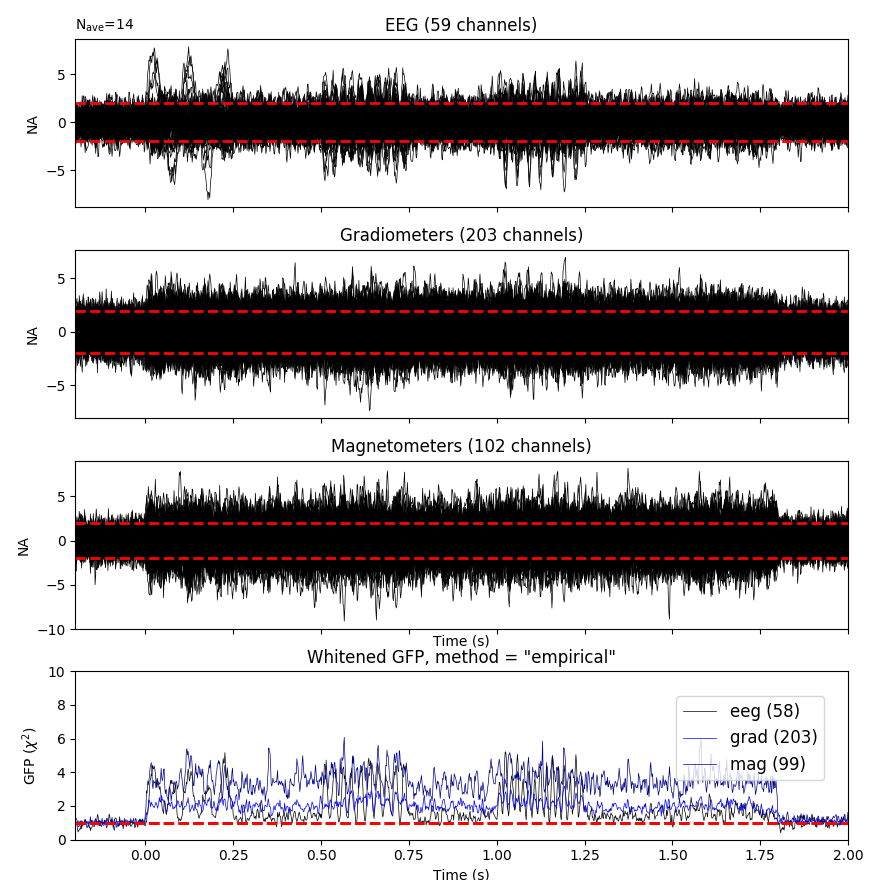 N_ave=14
EEG (59 channels)
5
0
−5
NA
Gradiometers (203 channels)
5
0
−5
NA
Magnetometers (102 channels)
5
0
−5
−10
NA
Time (s)
Whitened GFP, method = "empirical"
10
8
6
4
2
0
GFP (χ²)
eeg (58)
grad (203)
mag (99)
0.00 0.25 0.50 0.75 1.00 1.25 1.50 1.75 2.00
Time (s)